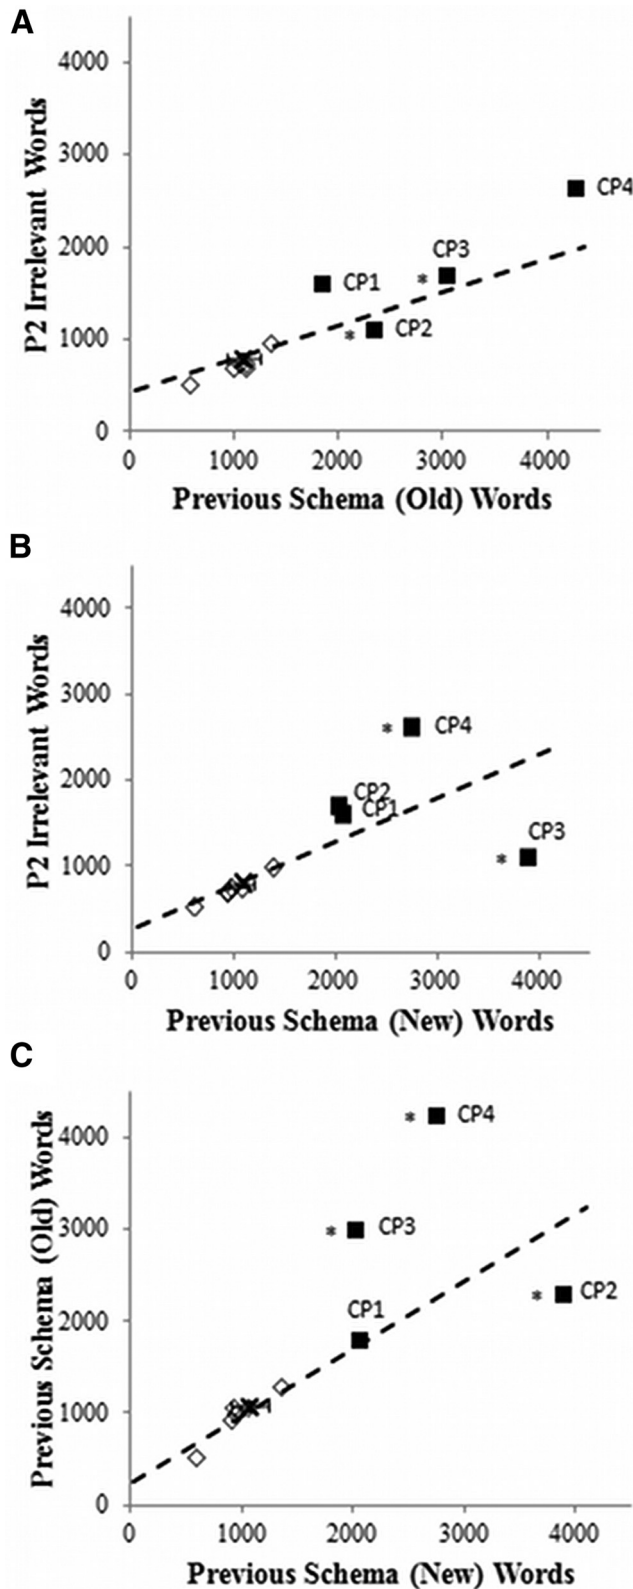 A
P2 Irrelevant Words
4000
3000
2000
1000
0
CP4
CP3
*
CP1
* CP2
0 1000 2000 3000 4000
Previous Schema (Old) Words
B
P2 Irrelevant Words
4000
3000
2000
1000
0
* CP4
CP2
CP1
CP3
*
0 1000 2000 3000 4000
Previous Schema (New) Words
C
Previous Schema (Old) Words
4000
3000
2000
1000
0
* CP4
* CP3
* CP2
CP1
0 1000 2000 3000 4000
Previous Schema (New) Words